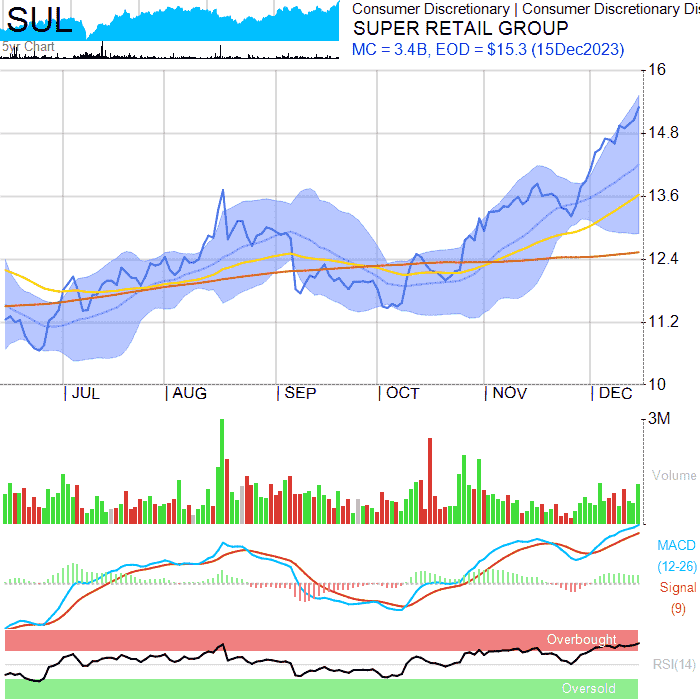 SUL
5yr Chart
Consumer Discretionary | Consumer Discretionary Dis
SUPER RETAIL GROUP
MC = 3.4B, EOD = $15.3 (15Dec2023)
16
14.8
13.6
12.4
11.2
10
JUL AUG SEP OCT NOV DEC
3M
Volume
MACD
(12-26)
Signal
(9)
Overbought
RSI(14)
Oversold